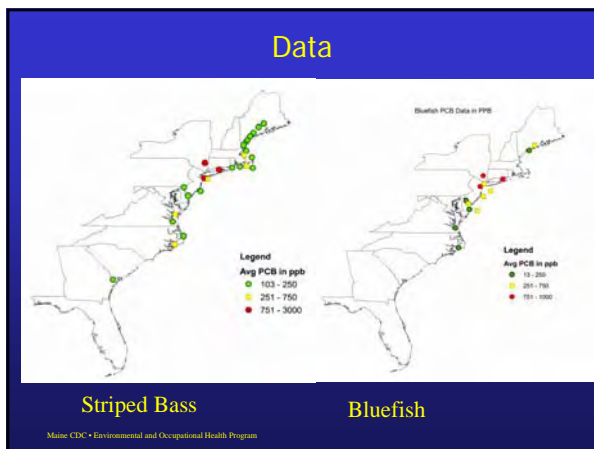 Data
Bluefish PCB Data in PPB
Legend
Avg PCB in ppb
103 - 250
251 - 750
751 - 3000
Legend
Avg PCB in ppb
13 - 250
251 - 750
751 - 1000
Striped Bass
Bluefish
Maine CDC • Environmental and Occupational Health Program